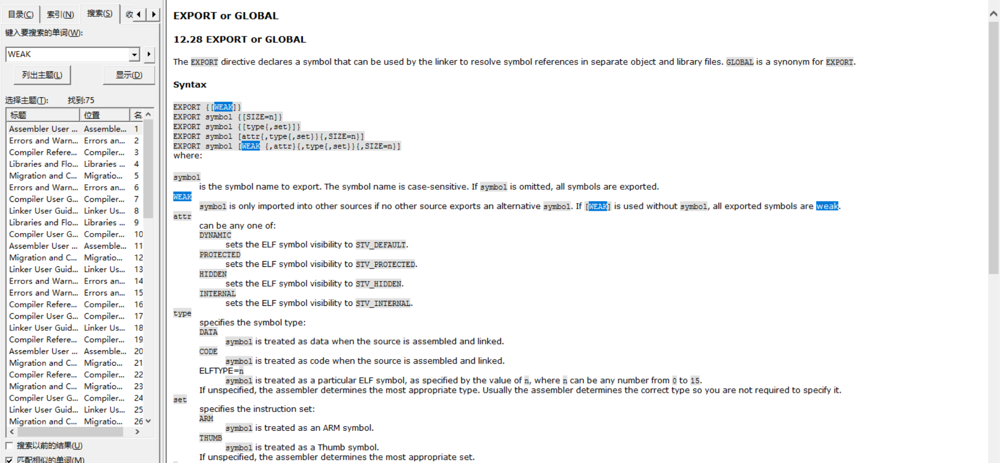 目录(C) 索引(N) 搜索(S) 收
键入要搜索的单词(W):
WEAK
列出主题(L) 显示(D)
选择主题(T): 找到:75
标题 位置 名
Assembler User ... Assemble... 1
Errors and Warn... Errors an... 2
Compiler Refere... Compiler... 3
Libraries and Flo... Libraries ... 4
Migration and C... Migratio... 5
Errors and Warn... Errors an... 6
Compiler User G... Compiler... 7
Linker User Guid... Linker Us... 8
Libraries and Flo... Libraries ... 9
Compiler User G... Compiler... 10
Assembler User ... Assemble... 11
Migration and C... Migratio... 12
Linker User Guid... Linker Us... 13
Errors and Warn... Errors an... 14
Errors and Warn... Errors an... 15
Compiler Refere... Compiler... 16
Compiler User G... Compiler... 17
Linker User Guid... Linker Us... 18
Compiler Refere... Compiler... 19
Assembler User ... Assemble... 20
Migration and C... Migratio... 21
Compiler Refere... Compiler... 22
Migration and C... Migratio... 23
Compiler User G... Compiler... 24
Linker User Guid... Linker Us... 25
Migration and C... Migratio... 26
搜索以前的结果(U)
匹配相似的单词(M)
EXPORT or GLOBAL
12.28 EXPORT or GLOBAL
The EXPORT directive declares a symbol that can be used by the linker to resolve symbol references in separate object and library files. GLOBAL is a synonym for EXPORT.
Syntax
EXPORT {[WEAK]}
EXPORT symbol {[SIZE=n]}
EXPORT symbol {[type{,set}]}
EXPORT symbol [attr{,type{,set}}{,SIZE=n}]
EXPORT symbol [WEAK {,attr}{,type{,set}}{,SIZE=n}]
where:
symbol
is the symbol name to export. The symbol name is case-sensitive. If symbol is omitted, all symbols are exported.
WEAK
symbol is only imported into other sources if no other source exports an alternative symbol. If [WEAK] is used without symbol, all exported symbols are weak.
attr
can be any one of:
DYNAMIC
sets the ELF symbol visibility to STV_DEFAULT.
PROTECTED
sets the ELF symbol visibility to STV_PROTECTED.
HIDDEN
sets the ELF symbol visibility to STV_HIDDEN.
INTERNAL
sets the ELF symbol visibility to STV_INTERNAL.
type
specifies the symbol type:
DATA
symbol is treated as data when the source is assembled and linked.
CODE
symbol is treated as code when the source is assembled and linked.
ELFTYPE=n
symbol is treated as a particular ELF symbol, as specified by the value of n, where n can be any number from 0 to 15.
If unspecified, the assembler determines the most appropriate type. Usually the assembler determines the correct type so you are not required to specify it.
set
specifies the instruction set:
ARM
symbol is treated as an ARM symbol.
THUMB
symbol is treated as a Thumb symbol.
If unspecified, the assembler determines the most appropriate set.